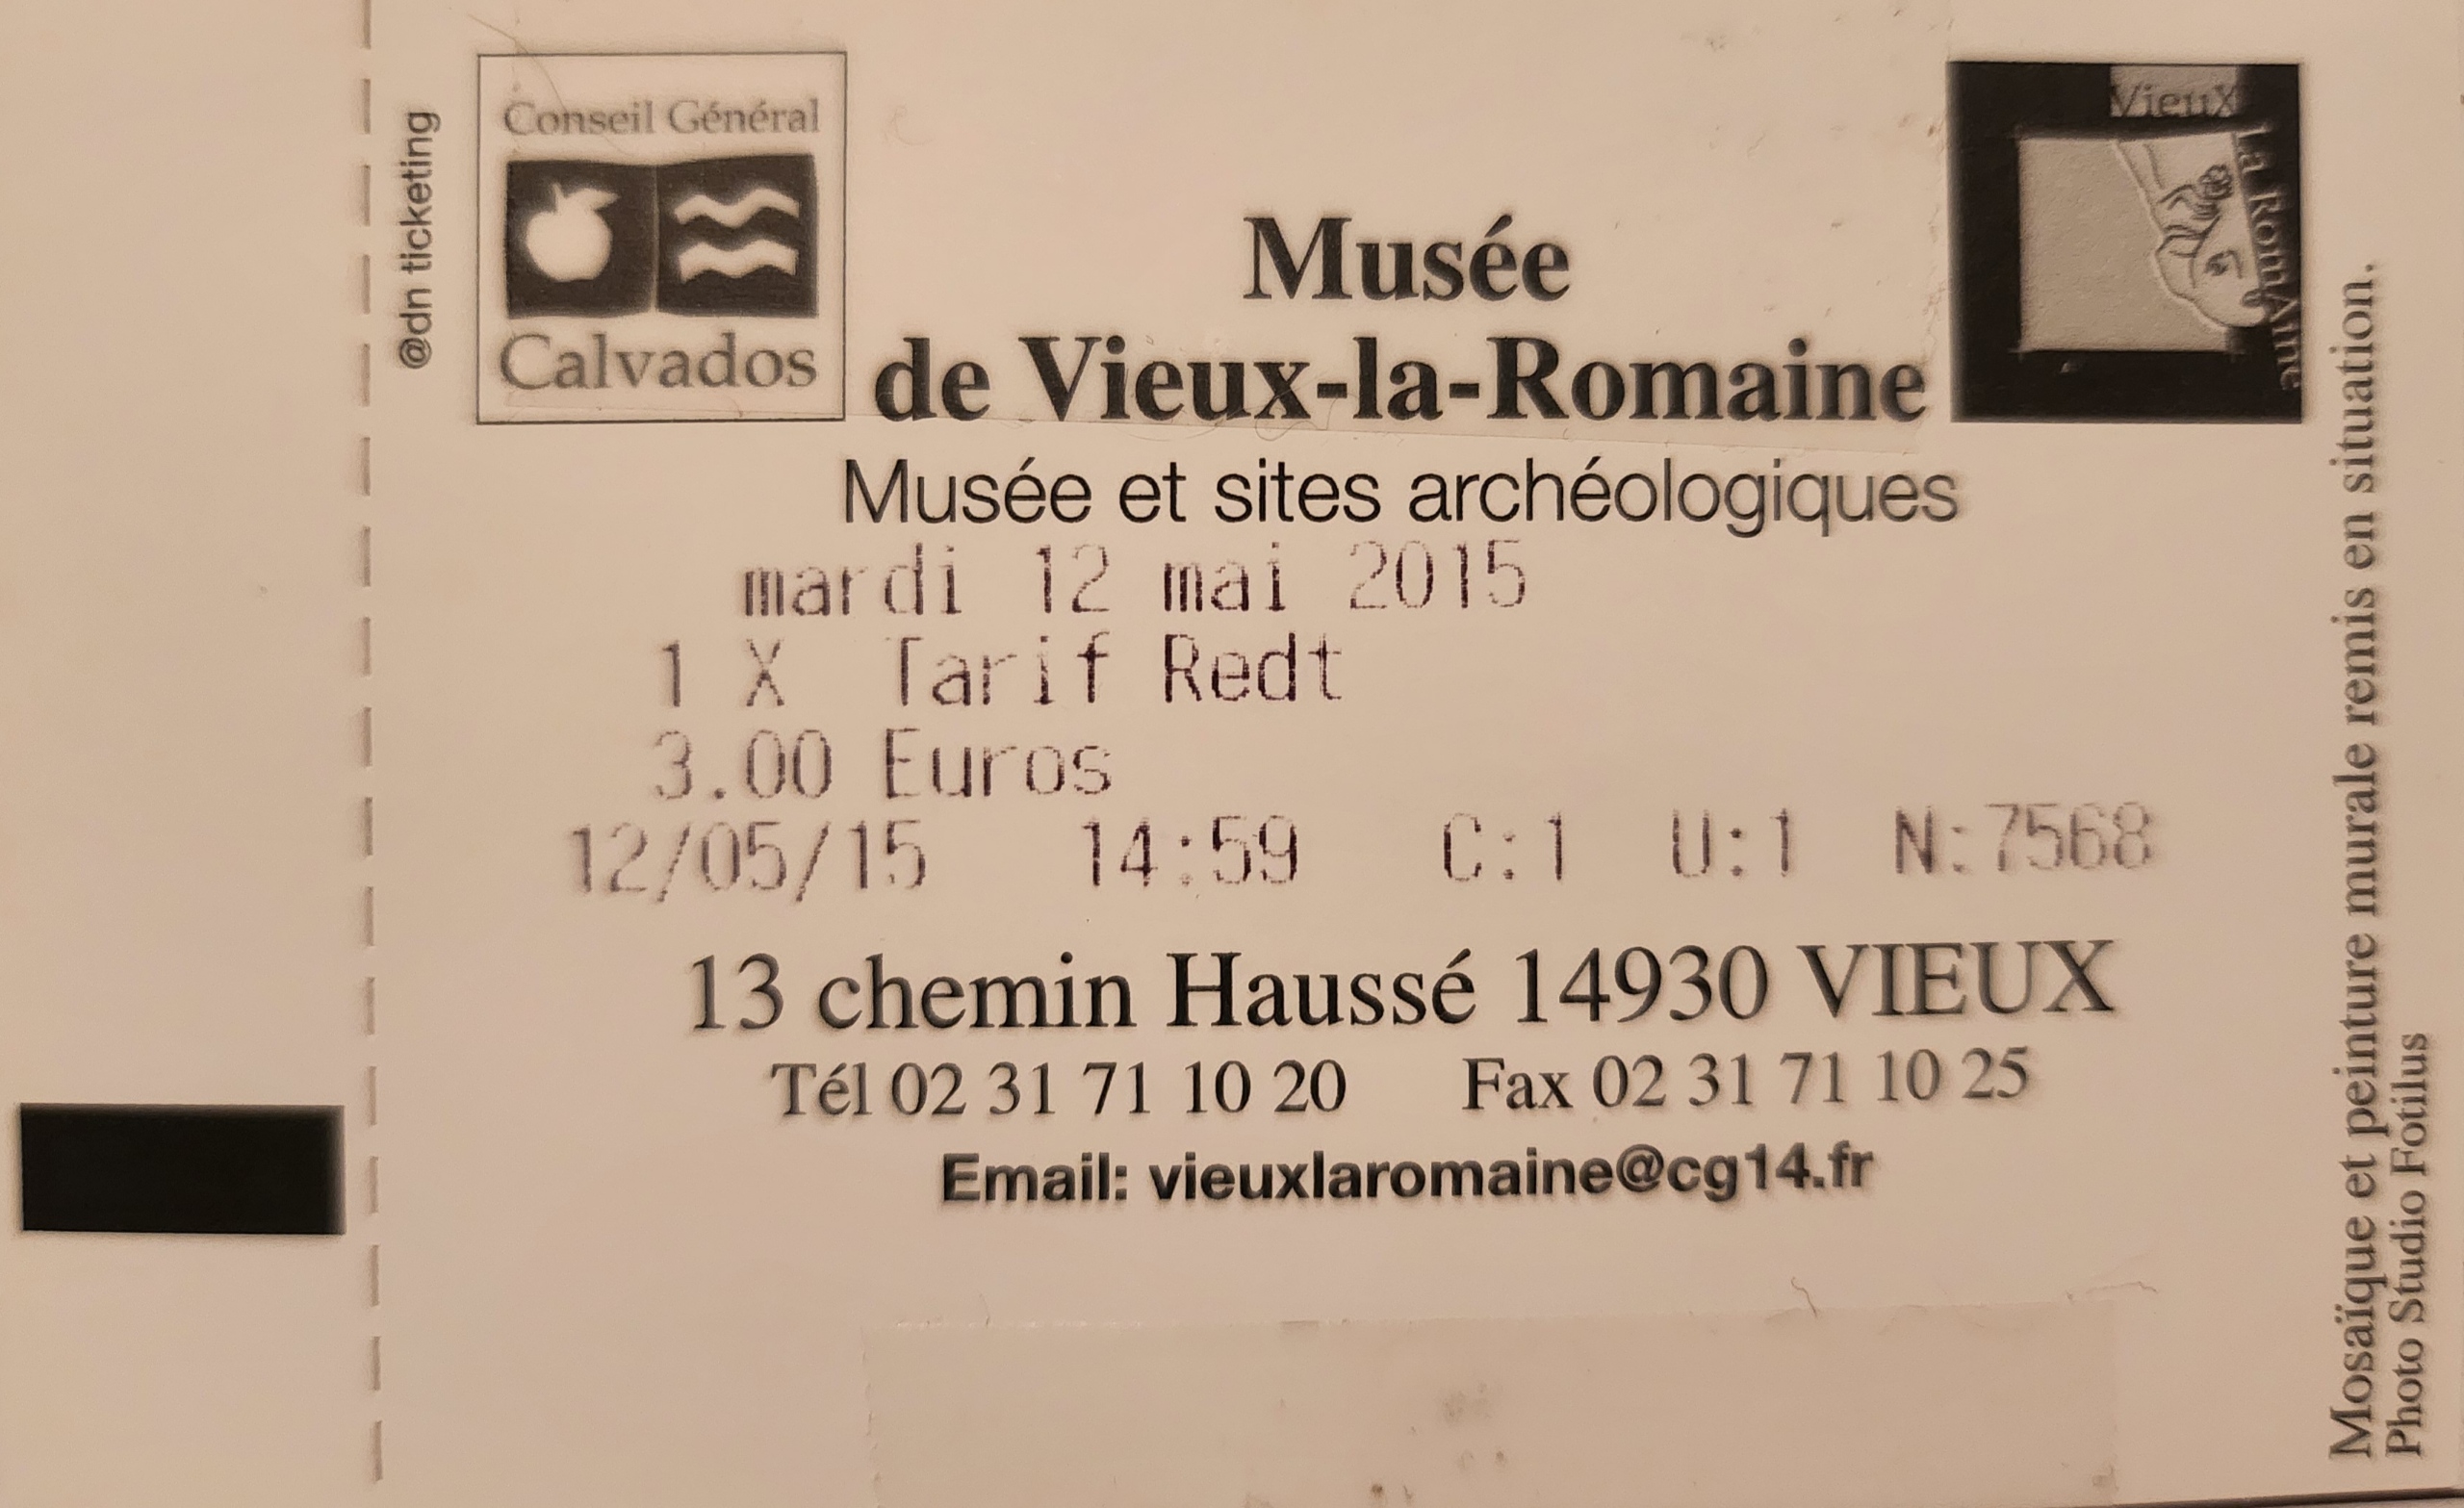 @dn ticketing
Conseil Général
Calvados
Musée
de Vieux-la-Romaine
Vieux
La RomAine
Musée et sites archéologiques
mardi 12 mai 2015
1 X Tarif Redt
3.00 Euros
12/05/15 14:59 C:1 U:1 N:7568
13 chemin Haussé 14930 VIEUX
Tél 02 31 71 10 20 Fax 02 31 71 10 25
Email: vieuxlaromaine@cg14.fr
Mosaïque et peinture murale remis en situation.
Photo Studio Fotilus